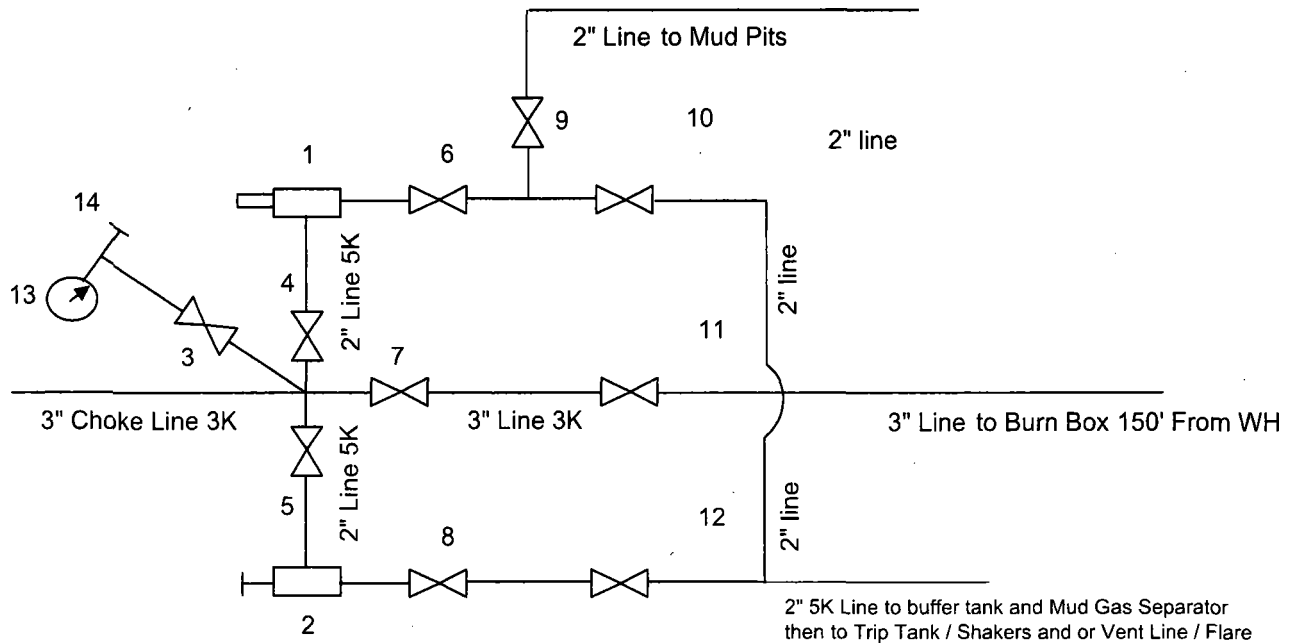 2" Line to Mud Pits
9
10
2" line
1
6
14
4
2" Line 5K
2" line
13
3
7
11
3" Choke Line 3K
3" Line 3K
3" Line to Burn Box 150' From WH
5
2" Line 5K
8
12
2" line
2
2" 5K Line to buffer tank and Mud Gas Separator
then to Trip Tank / Shakers and or Vent Line / Flare